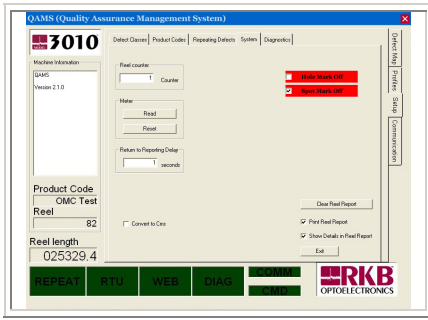 QAMS (Quality Assurance Management System)
3010
Machine Information
QAMS
Version 2.1.0
Product Code
OMC Test
Reel
82
Reel length
025329.4
Defect Classes Product Codes Repeating Defects System Diagnostics
Reel counter
1 Counter
Meter
Read
Reset
Return to Reporting Delay
1 seconds
Convert to Cms
Hole Mark Off
Spot Mark Off
Clear Reel Report
Print Reel Report
Show Details in Reel Report
Exit
Defect Map
Profiles
Setup
Communication
REPEAT RTU WEB DIAG COMM
CMD
RKB
OPTOELECTRONICS